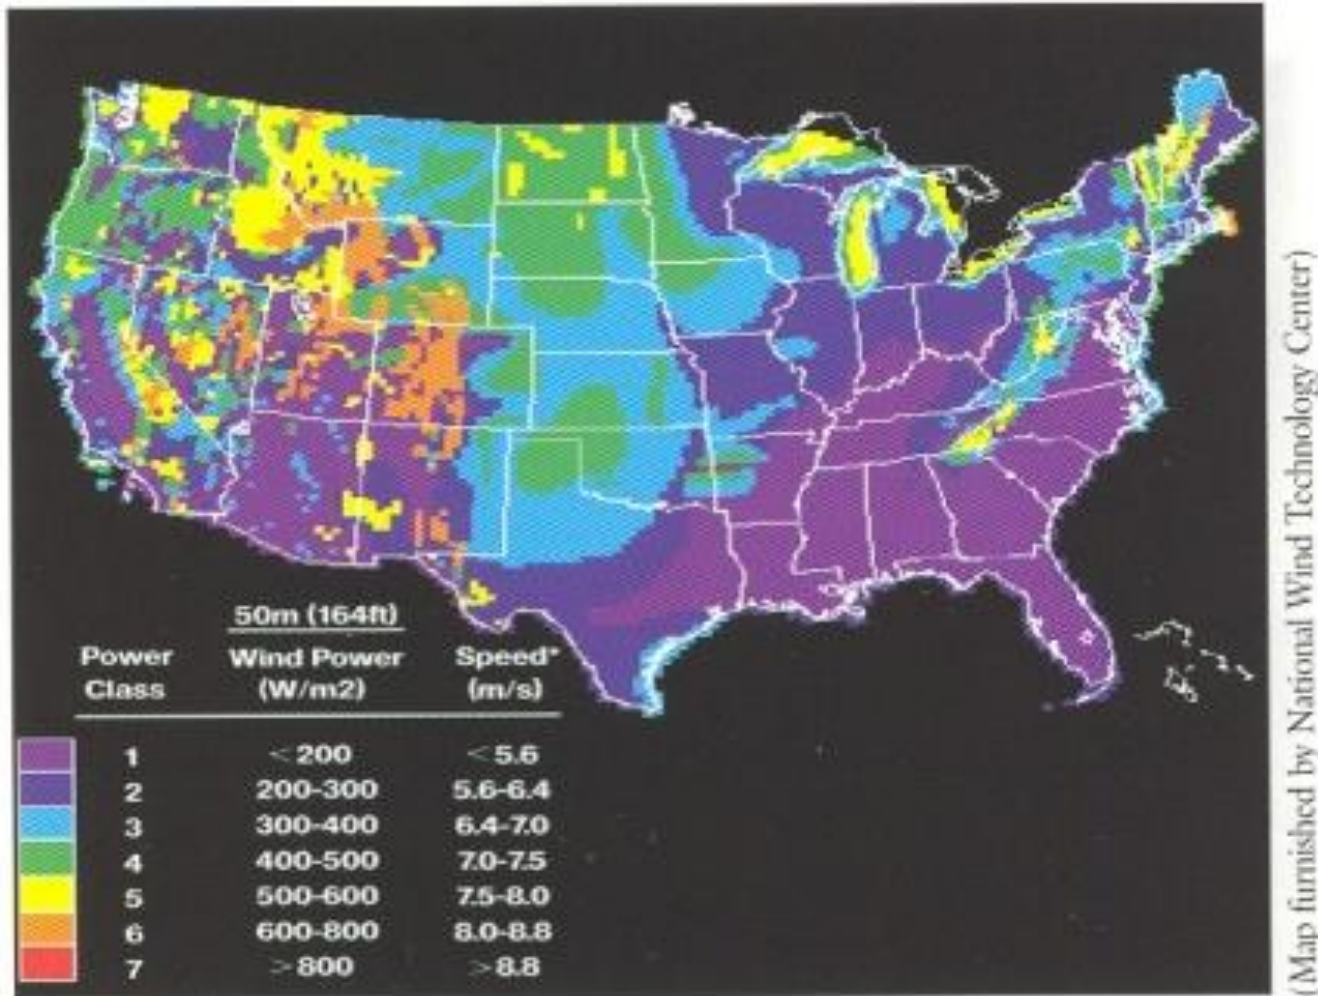 50m (164ft)
Power Class Wind Power (W/m2) Speed* (m/s)
1 <200 <5.6
2 200-300 5.6-6.4
3 300-400 6.4-7.0
4 400-500 7.0-7.5
5 500-600 7.5-8.0
6 600-800 8.0-8.8
7 >800 >8.8
(Map furnished by National Wind Technology Center)